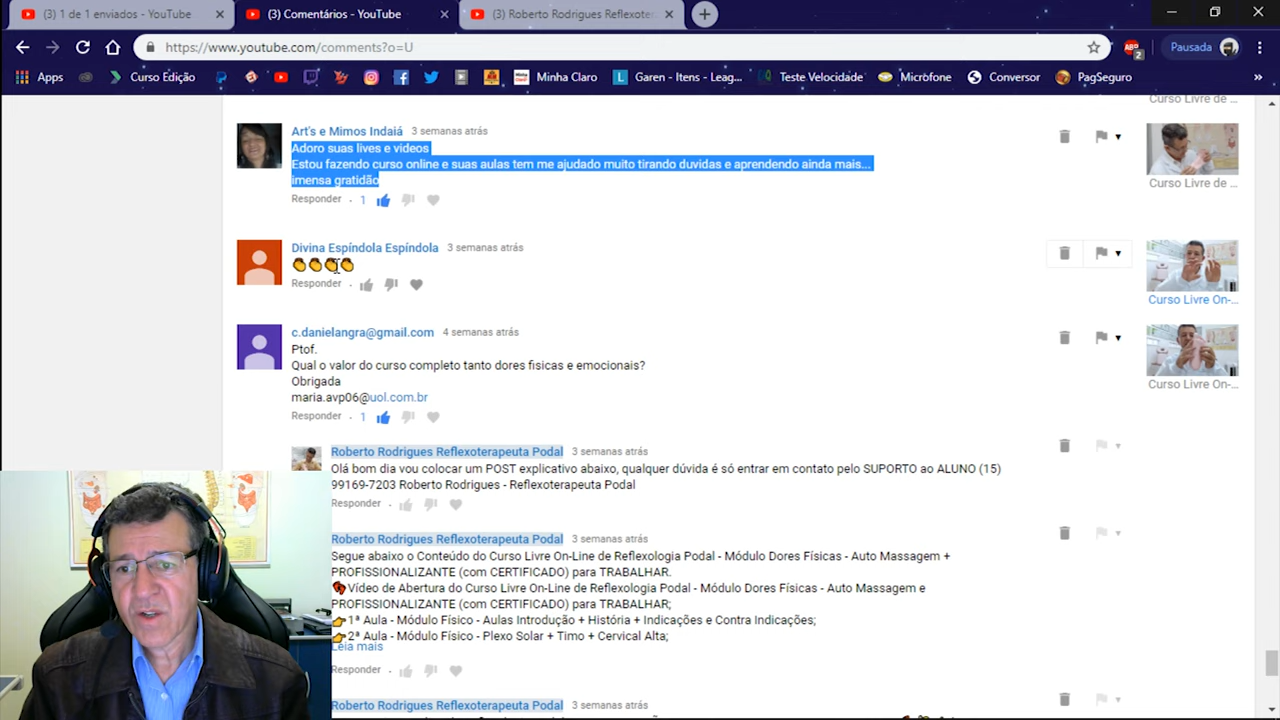 (3) 1 de 1 enviados - YouTube
(3) Comentários - YouTube
(3) Roberto Rodrigues Reflexoter
https://www.youtube.com/comments?o=U
ABP
2
Pausada
Apps
Curso Edição
Minha Claro
Garen - Itens - Leag...
Teste Velocidade
Micröfone
Conversor
PagSeguro
»
Curso Livre de ...
Art's e Mimos Indaiá 3 semanas atrás
Adoro suas lives e videos
Estou fazendo curso online e suas aulas tem me ajudado muito tirando duvidas e aprendendo ainda mais...
imensa gratidão
Responder · 1
Curso Livre de ...
Divina Espíndola Espíndola 3 semanas atrás
👏👏👏👏
Responder ·
Curso Livre On-...
c.danielangra@gmail.com 4 semanas atrás
Ptof.
Qual o valor do curso completo tanto dores fisicas e emocionais?
Obrigada
maria.avp06@uol.com.br
Responder · 1
Curso Livre On-...
Roberto Rodrigues Reflexoterapeuta Podal 3 semanas atrás
Olá bom dia vou colocar um POST explicativo abaixo, qualquer dúvida é só entrar em contato pelo SUPORTO ao ALUNO (15)
99169-7203 Roberto Rodrigues - Reflexoterapeuta Podal
Responder ·
Roberto Rodrigues Reflexoterapeuta Podal 3 semanas atrás
Segue abaixo o Conteúdo do Curso Livre On-Line de Reflexologia Podal - Módulo Dores Físicas - Auto Massagem +
PROFISSIONALIZANTE (com CERTIFICADO) para TRABALHAR.
👣Vídeo de Abertura do Curso Livre On-Line de Reflexologia Podal - Módulo Dores Físicas - Auto Massagem e
PROFISSIONALIZANTE (com CERTIFICADO) para TRABALHAR;
👉1ª Aula - Módulo Físico - Aulas Introdução + História + Indicações e Contra Indicações;
👉2ª Aula - Módulo Físico - Plexo Solar + Timo + Cervical Alta;
Leia mais
Responder ·
Roberto Rodrigues Reflexoterapeuta Podal 3 semanas atrás